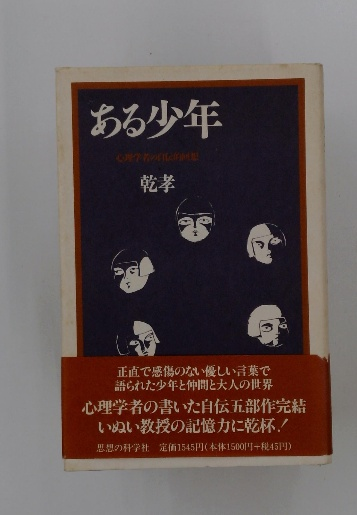 ある少年
心理学者の個人的回想
乾孝
正直で感傷のない優しい言葉で
語られた少年と仲間と大人の世界
心理学者の書いた自伝五部作完結
いぬい教授の記憶力に乾杯!
思想の科学社 定価1545円(本体1500円+税45円)